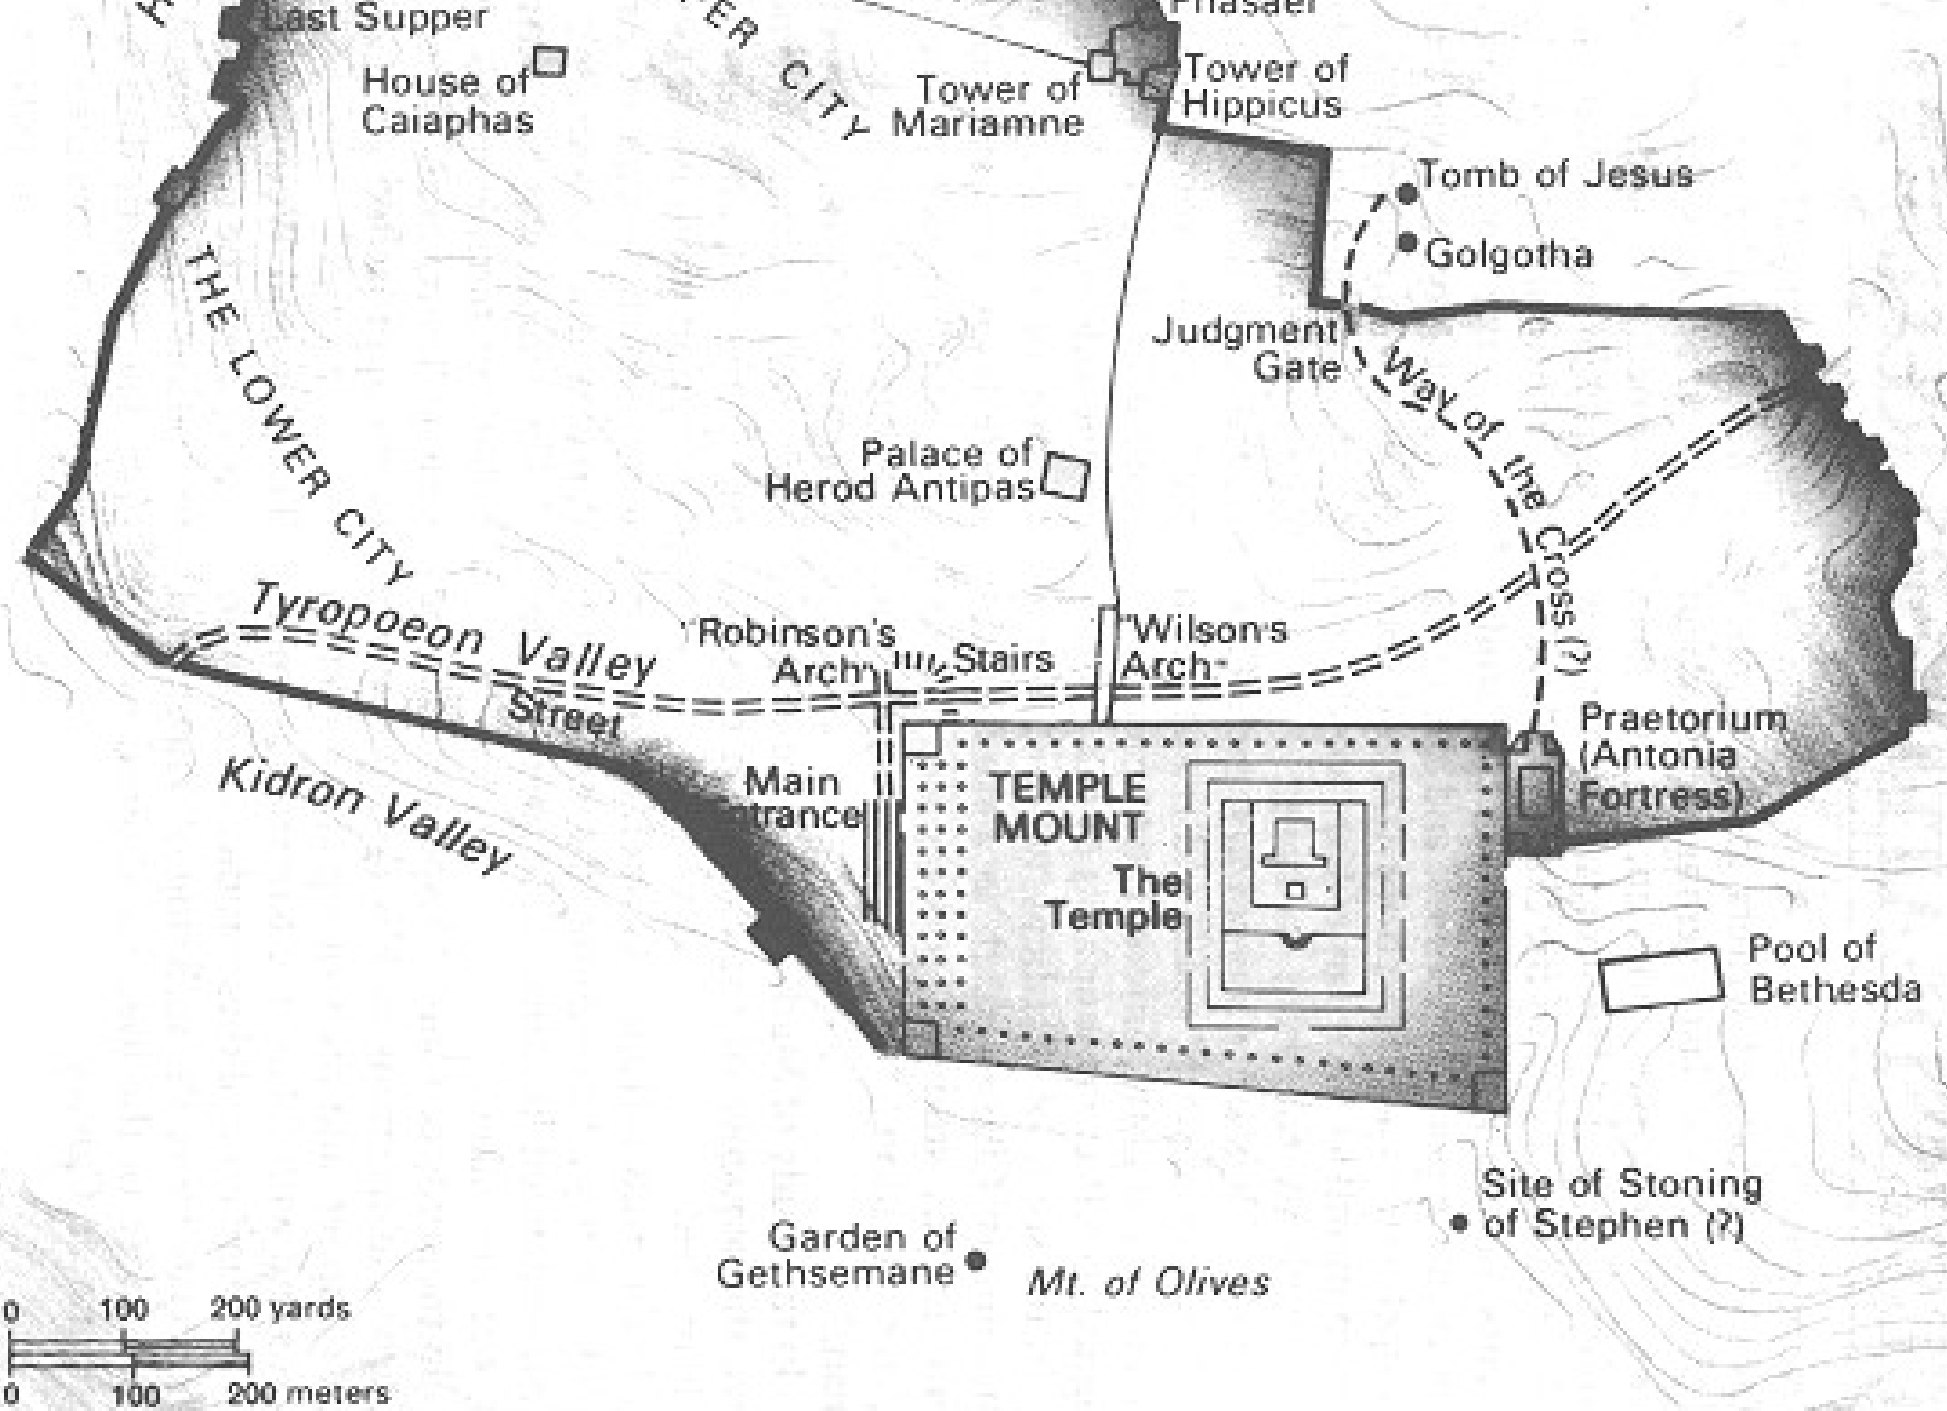 Last Supper
House of
Caiaphas
CITY
Tower of
Mariamne
Phasael
Tower of
Hippicus
Tomb of Jesus
Golgotha
Judgment
Gate
Way of the Cross (?)
THE LOWER CITY
Palace of
Herod Antipas
Tyropoeon Valley
Street
"Robinson's
Arch"
Stairs
"Wilson's
Arch"
Kidron Valley
Main
trance
TEMPLE
MOUNT
The
Temple
Praetorium
(Antonia
Fortress)
Pool of
Bethesda
Site of Stoning
of Stephen (?)
Garden of
Gethsemane
Mt. of Olives
0 100 200 yards
0 100 200 meters